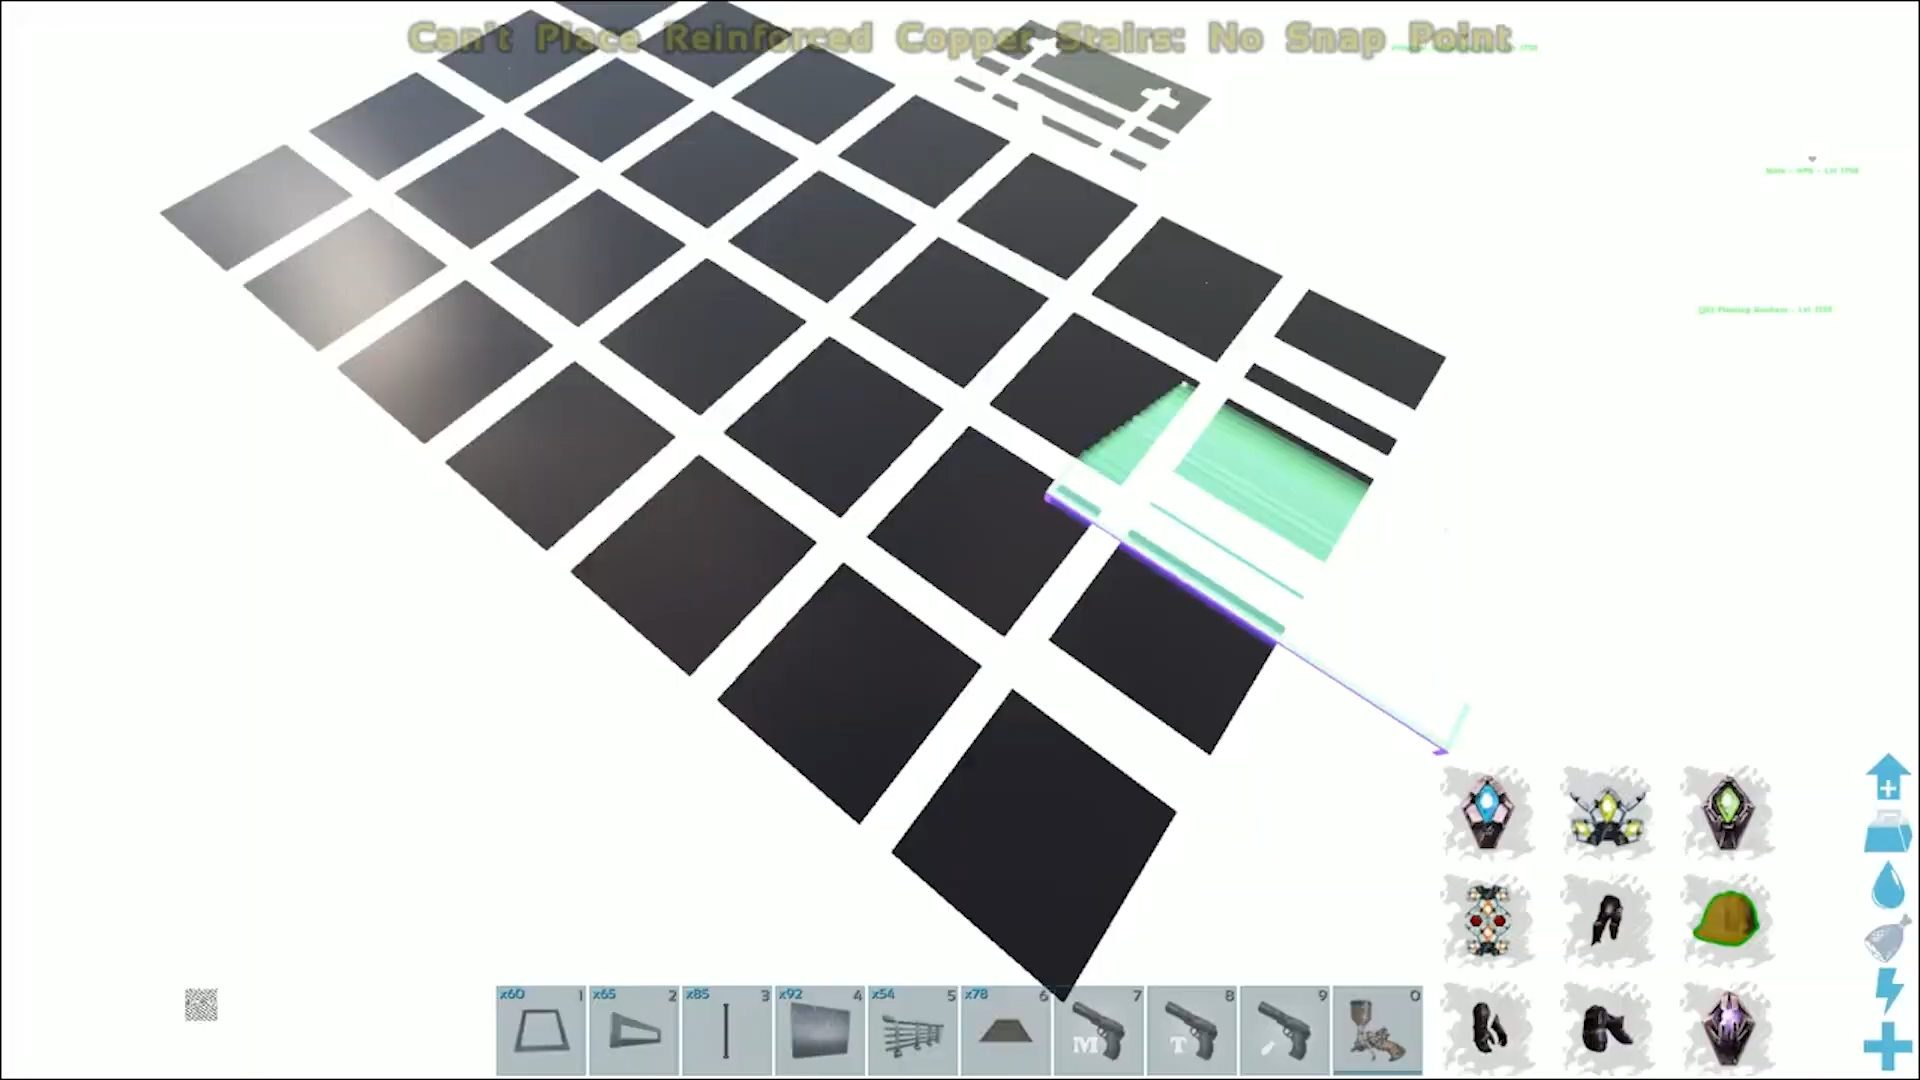 Can't Place Reinforced Copper Stairs: No Snap Point
x60 1
x65 2
x85 3
x92 4
x54 5
x78 6
M 7
T 8
9
0